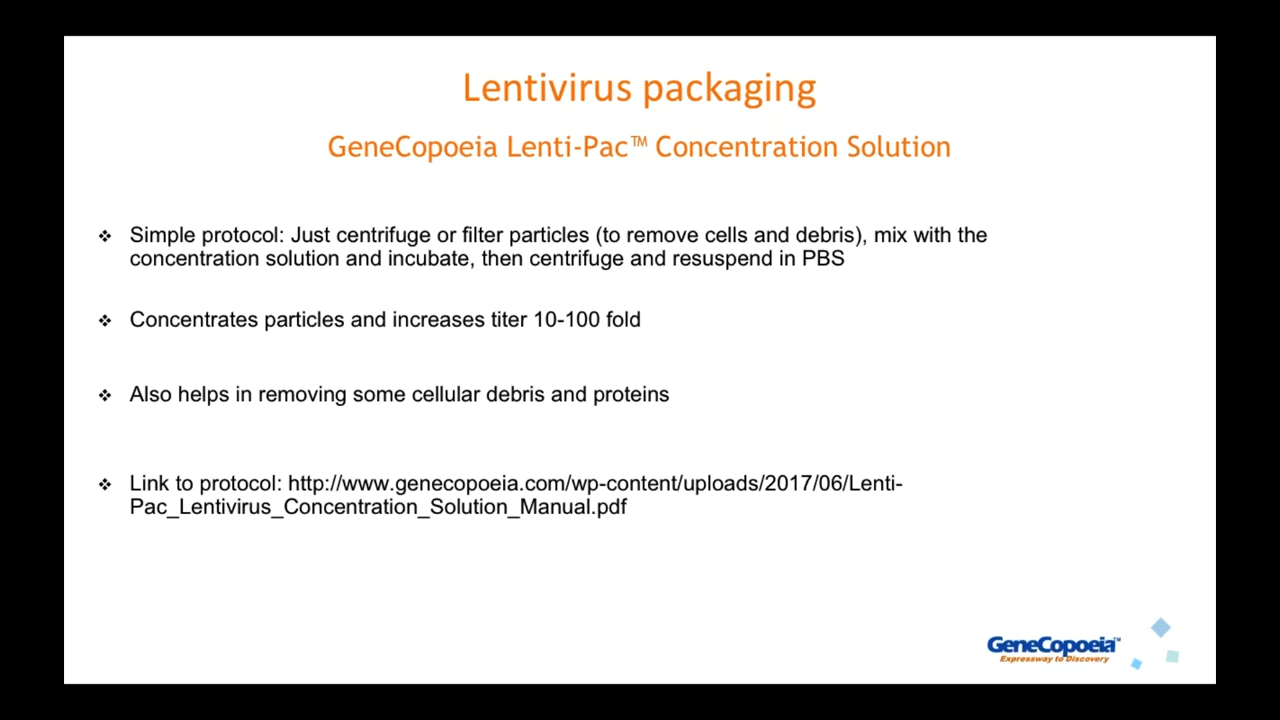 Lentivirus packaging
GeneCopoeia Lenti-Pac™ Concentration Solution
❖ Simple protocol: Just centrifuge or filter particles (to remove cells and debris), mix with the
concentration solution and incubate, then centrifuge and resuspend in PBS
❖ Concentrates particles and increases titer 10-100 fold
❖ Also helps in removing some cellular debris and proteins
❖ Link to protocol: http://www.genecopoeia.com/wp-content/uploads/2017/06/Lenti-
Pac_Lentivirus_Concentration_Solution_Manual.pdf
GeneCopoeia™
Expressway to Discovery